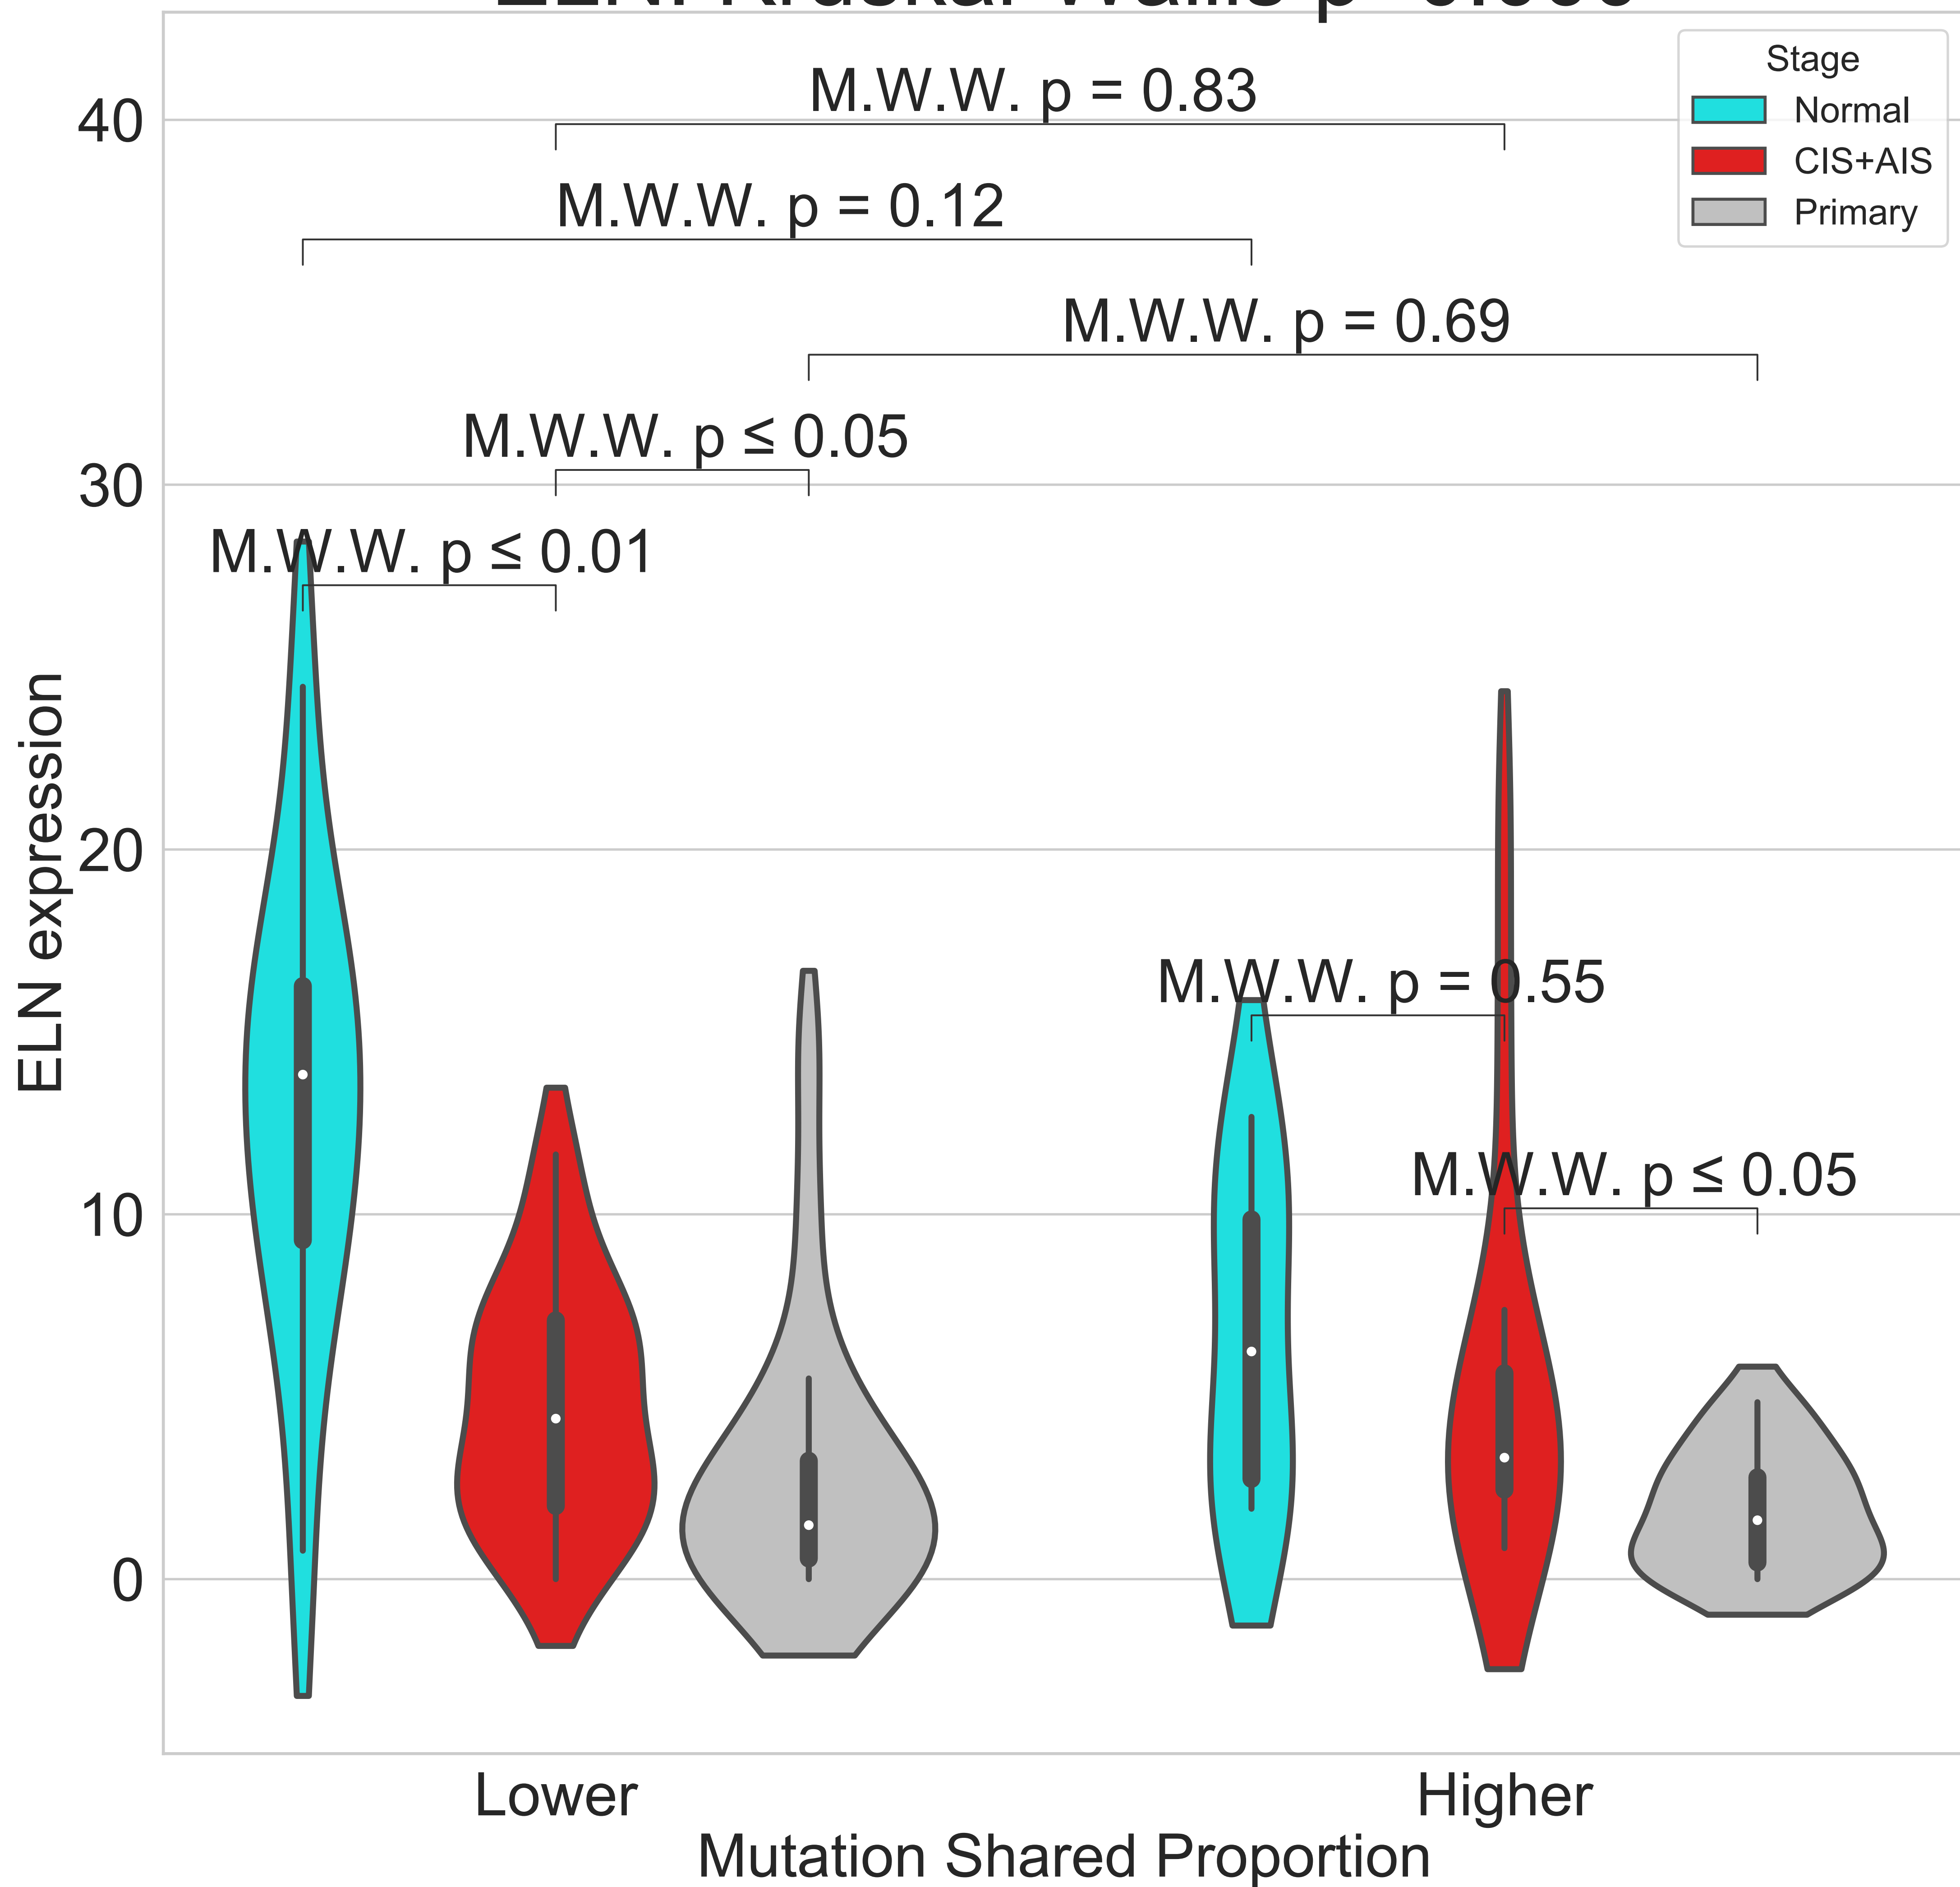 Stage
Normal
CIS+AIS
Primary
M.W.W. p = 0.83
M.W.W. p = 0.12
M.W.W. p = 0.69
M.W.W. p ≤ 0.05
M.W.W. p ≤ 0.01
M.W.W. p = 0.55
M.W.W. p ≤ 0.05
40
30
20
10
0
ELN expression
Lower
Higher
Mutation Shared Proportion